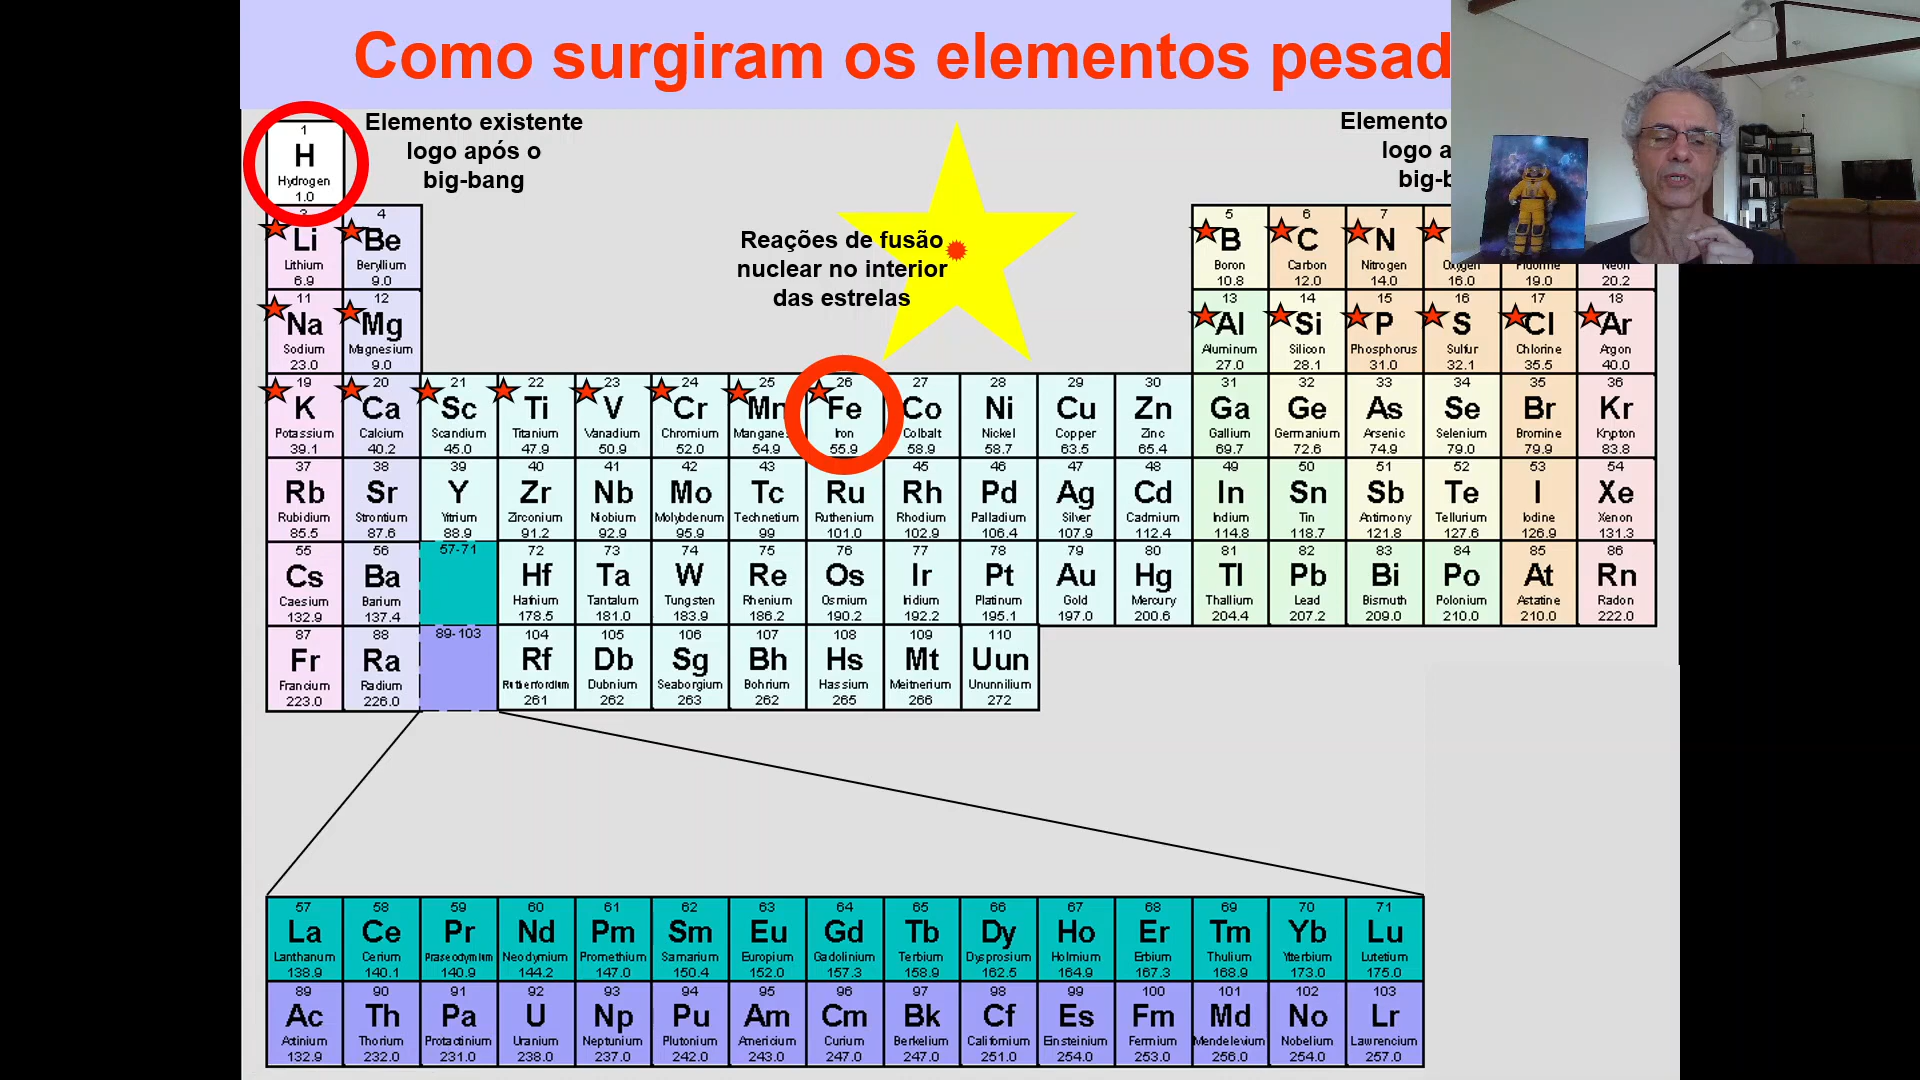 Como surgiram os elementos
Elemento existente
logo após o
big-bang
Elemento
logo
Reações de fusão
nuclear no interior
das estrelas
1
H
Hydrogen
1.0
3
Li
Lithium
6.9
4
Be
Beryllium
9.0
5
B
Boron
10.8
6
C
Carbon
12.0
7
N
Nitrogen
14.0
Oxygen
16.0
Fluorine
19.0
Neon
20.2
11
Na
Sodium
23.0
12
Mg
Magnesium
9.0
13
Al
Aluminum
27.0
14
Si
Silicon
28.1
15
P
Phosphorus
31.0
16
S
Sulfur
32.1
17
Cl
Chlorine
35.5
18
Ar
Argon
40.0
19
K
Potassium
39.1
20
Ca
Calcium
40.2
21
Sc
Scandium
45.0
22
Ti
Titanium
47.9
23
V
Vanadium
50.9
24
Cr
Chromium
52.0
25
Mn
54.9
26
Fe
Iron
55.9
27
Co
Colbalt
58.9
28
Ni
Nickel
58.7
29
Cu
Copper
63.5
30
Zn
Zinc
65.4
31
Ga
Gallium
69.7
32
Ge
Germanium
72.6
33
As
Arsenic
74.9
34
Se
Selenium
79.0
35
Br
Bromine
79.9
36
Kr
Krypton
83.8
37
Rb
Rubidium
85.5
38
Sr
Strontium
87.6
39
Y
Yttrium
88.9
40
Zr
Zirconium
91.2
41
Nb
Niobium
92.9
42
Mo
Molybdenum
95.9
43
Tc
Technetium
99
Ru
Ruthenium
101.0
45
Rh
Rhodium
102.9
46
Pd
Palladium
106.4
47
Ag
Silver
107.9
48
Cd
Cadmium
112.4
49
In
Indium
114.8
50
Sn
Tin
118.7
51
Sb
Antimony
121.8
52
Te
Tellurium
127.6
53
I
Iodine
126.9
54
Xe
Xenon
131.3
55
Cs
Caesium
132.9
56
Ba
Barium
137.4
57-71
72
Hf
Hafnium
178.5
73
Ta
Tantalum
181.0
74
W
Tungsten
183.9
75
Re
Rhenium
186.2
76
Os
Osmium
190.2
77
Ir
Iridium
192.2
78
Pt
Platinum
195.1
79
Au
Gold
197.0
80
Hg
Mercury
200.6
81
Tl
Thallium
204.4
82
Pb
Lead
207.2
83
Bi
Bismuth
209.0
84
Po
Polonium
210.0
85
At
Astatine
210.0
86
Rn
Radon
222.0
87
Fr
Francium
223.0
88
Ra
Radium
226.0
89-103
104
Rf
Rutherfordium
261
105
Db
Dubnium
262
106
Sg
Seaborgium
263
107
Bh
Bohrium
262
108
Hs
Hassium
265
109
Mt
Meitnerium
266
110
Uun
Ununnilium
272
57
La
Lanthanum
138.9
58
Ce
Cerium
140.1
59
Pr
Praseodymium
140.9
60
Nd
Neodymium
144.2
61
Pm
Promethium
147.0
62
Sm
Samarium
150.4
63
Eu
Europium
152.0
64
Gd
Gadolinium
157.3
65
Tb
Terbium
158.9
66
Dy
Dysprosium
162.5
67
Ho
Holmium
164.9
68
Er
Erbium
167.3
69
Tm
Thulium
168.9
70
Yb
Ytterbium
173.0
71
Lu
Lutetium
175.0
89
Ac
Actinium
132.9
90
Th
Thorium
232.0
91
Pa
Protactinium
231.0
92
U
Uranium
238.0
93
Np
Neptunium
237.0
94
Pu
Plutonium
242.0
95
Am
Americium
243.0
96
Cm
Curium
247.0
97
Bk
Berkelium
247.0
98
Cf
Californium
251.0
99
Es
Einsteinium
254.0
100
Fm
Fermium
253.0
101
Md
Mendelevium
256.0
102
No
Nobelium
254.0
103
Lr
Lawrencium
257.0